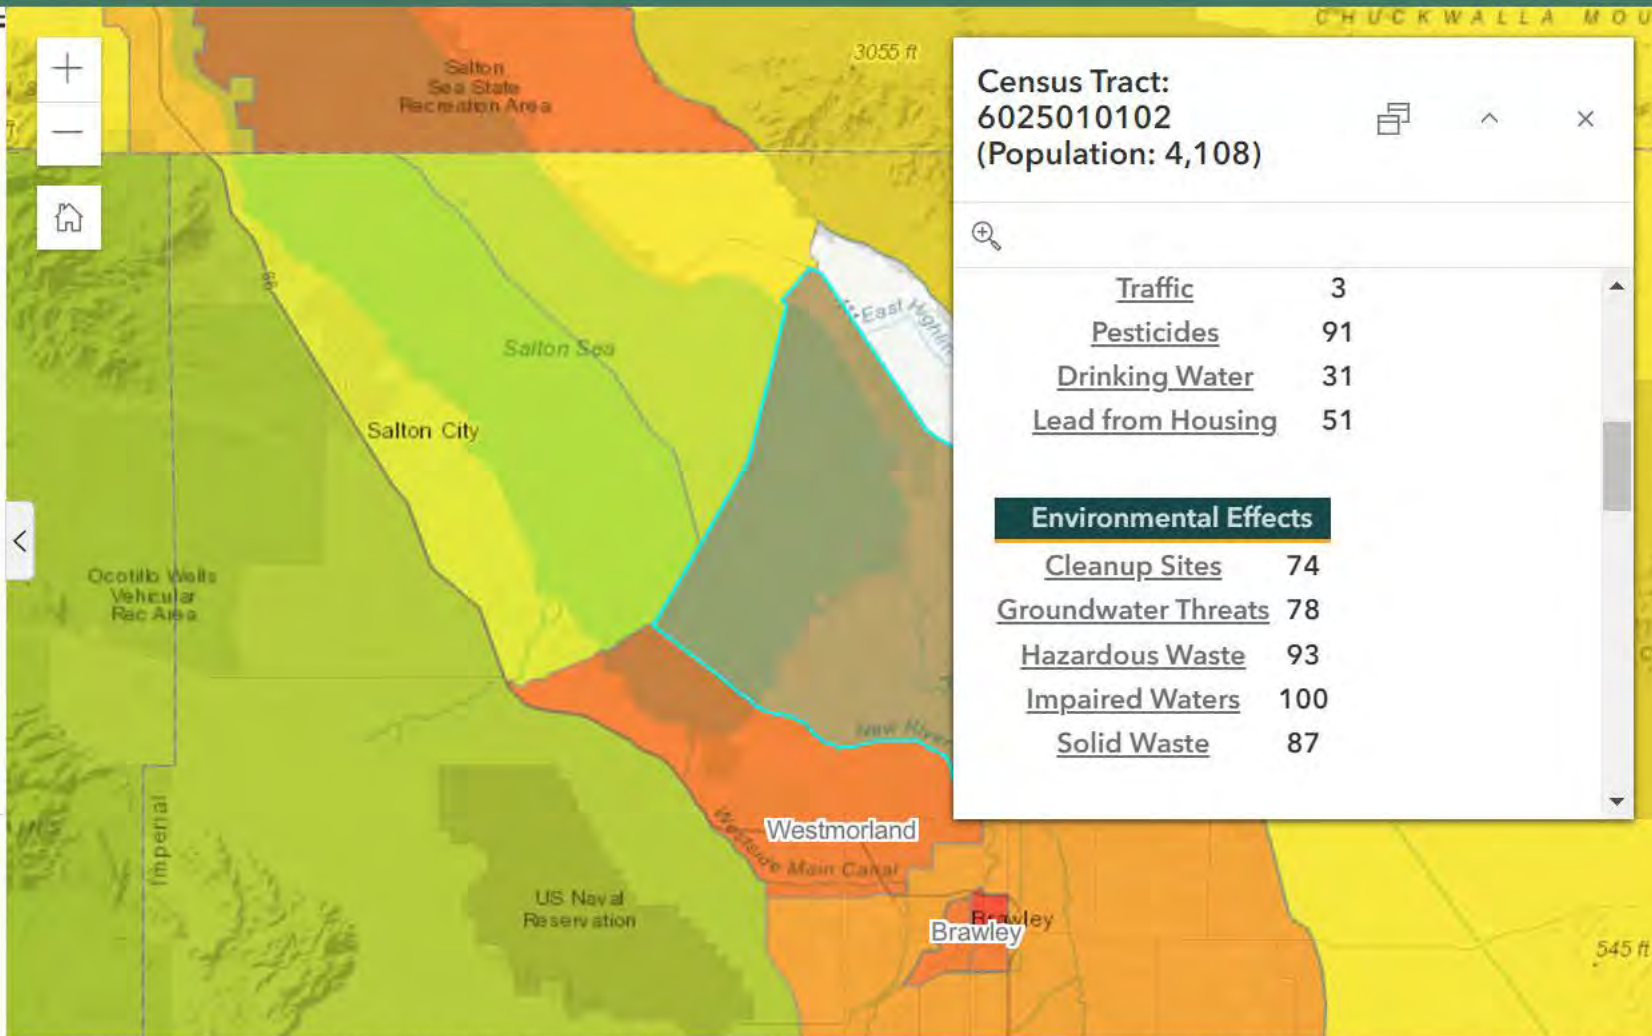 CHUCKWALLA MOU
3055 ft
Salton
Sea State
Recreation Area
Census Tract:
6025010102
(Population: 4,108)
Traffic 3
Pesticides 91
Drinking Water 31
Lead from Housing 51
Environmental Effects
Cleanup Sites 74
Groundwater Threats 78
Hazardous Waste 93
Impaired Waters 100
Solid Waste 87
86
East Highlin
Salton Sea
Salton City
Ocotillo Wells
Vehicular
Rec Area
New River
Westmorland
Westside Main Canal
Imperial
US Naval
Reservation
Brawley
Brawley
545 ft